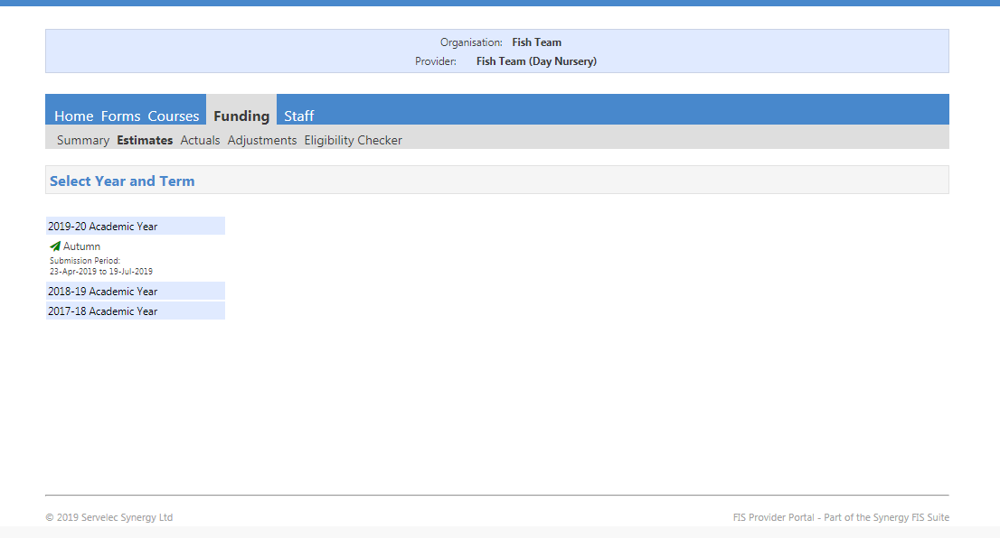 Organisation: Fish Team
Provider: Fish Team (Day Nursery)
Home Forms Courses Funding Staff
Summary Estimates Actuals Adjustments Eligibility Checker
Select Year and Term
2019-20 Academic Year
Autumn
Submission Period:
23-Apr-2019 to 19-Jul-2019
2018-19 Academic Year
2017-18 Academic Year
© 2019 Servelec Synergy Ltd FIS Provider Portal - Part of the Synergy FIS Suite